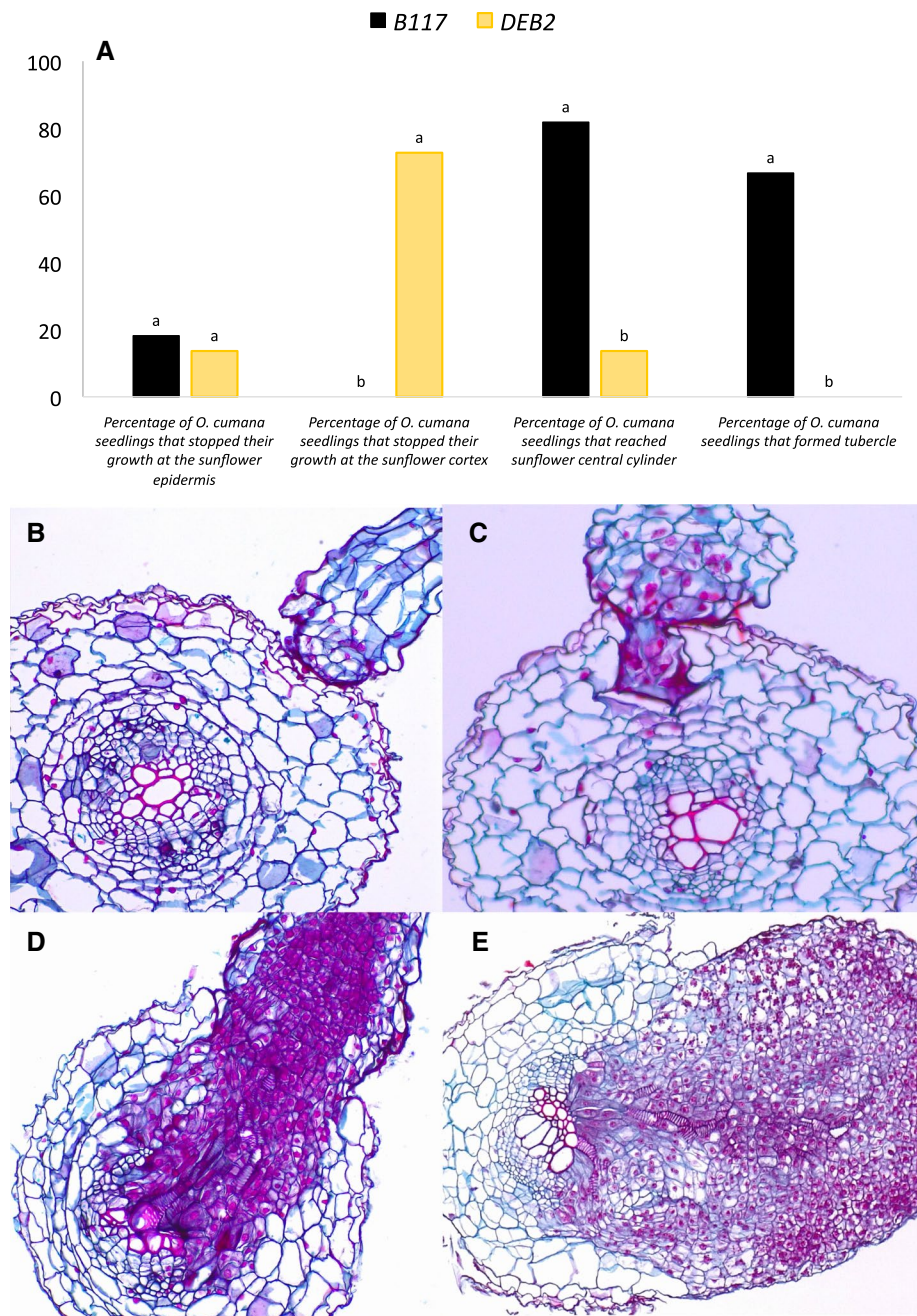 B117 DEB2
A
100
80
60
40
20
0
a
a
b
a
a
b
a
b
Percentage of O. cumana
seedlings that stopped their
growth at the sunflower
epidermis
Percentage of O. cumana
seedlings that stopped their
growth at the sunflower cortex
Percentage of O. cumana
seedlings that reached
sunflower central cylinder
Percentage of O. cumana
seedlings that formed tubercle
B
C
D
E